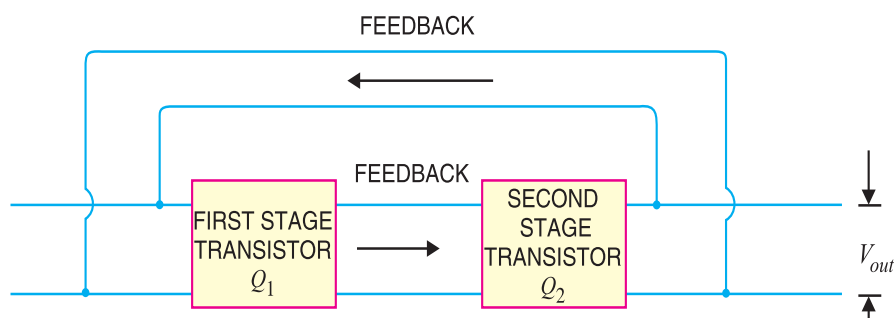 FEEDBACK
FEEDBACK
FIRST STAGE
TRANSISTOR
Q1
SECOND
STAGE
TRANSISTOR
Q2
Vout